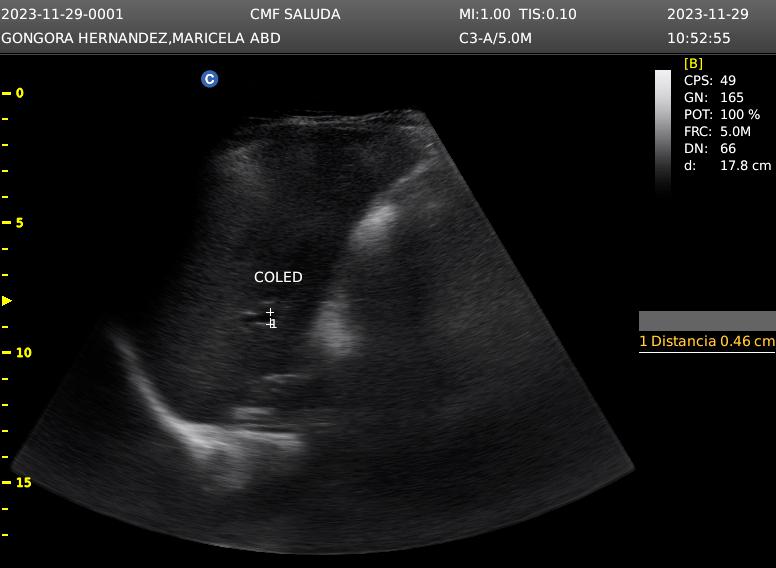 2023-11-29-0001 CMF SALUDA MI:1.00 TIS:0.10 2023-11-29
GONGORA HERNANDEZ,MARICELA ABD C3-A/5.0M 10:52:55
C
[B]
CPS: 49
GN: 165
POT: 100 %
FRC: 5.0M
DN: 66
d: 17.8 cm
0
5
COLED
1
1 Distancia 0.46 cm
10
15